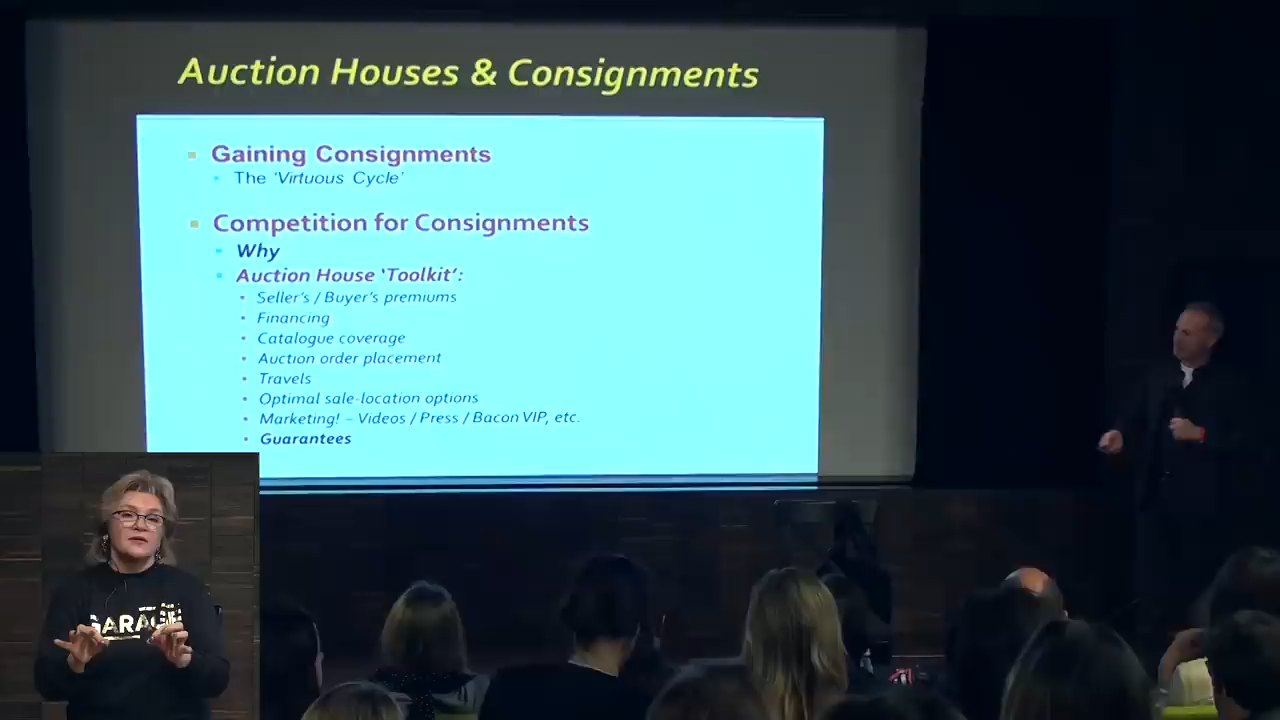 Auction Houses & Consignments
Gaining Consignments
The 'Virtuous Cycle'
Competition for Consignments
Why
Auction House 'Toolkit':
Seller's / Buyer's premiums
Financing
Catalogue coverage
Auction order placement
Travels
Optimal sale-location options
Marketing! – Videos / Press / Bacon VIP, etc.
Guarantees
GARAGE